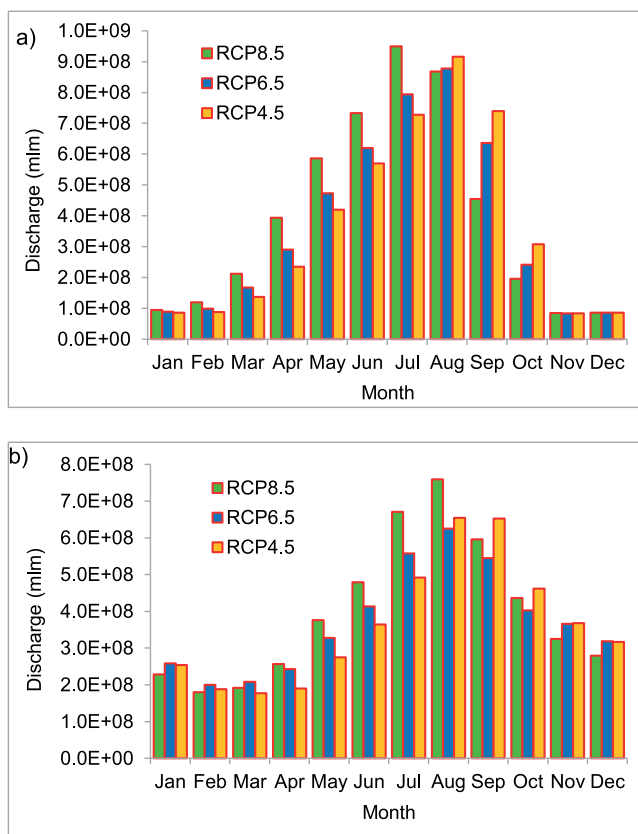 a)
1.0E+09
9.0E+08
8.0E+08
7.0E+08
6.0E+08
5.0E+08
4.0E+08
3.0E+08
2.0E+08
1.0E+08
0.0E+00
Discharge (mlm)
RCP8.5
RCP6.5
RCP4.5
Jan Feb Mar Apr May Jun Jul Aug Sep Oct Nov Dec
Month
b)
8.0E+08
7.0E+08
6.0E+08
5.0E+08
4.0E+08
3.0E+08
2.0E+08
1.0E+08
0.0E+00
Discharge (mlm)
RCP8.5
RCP6.5
RCP4.5
Jan Feb Mar Apr May Jun Jul Aug Sep Oct Nov Dec
Month